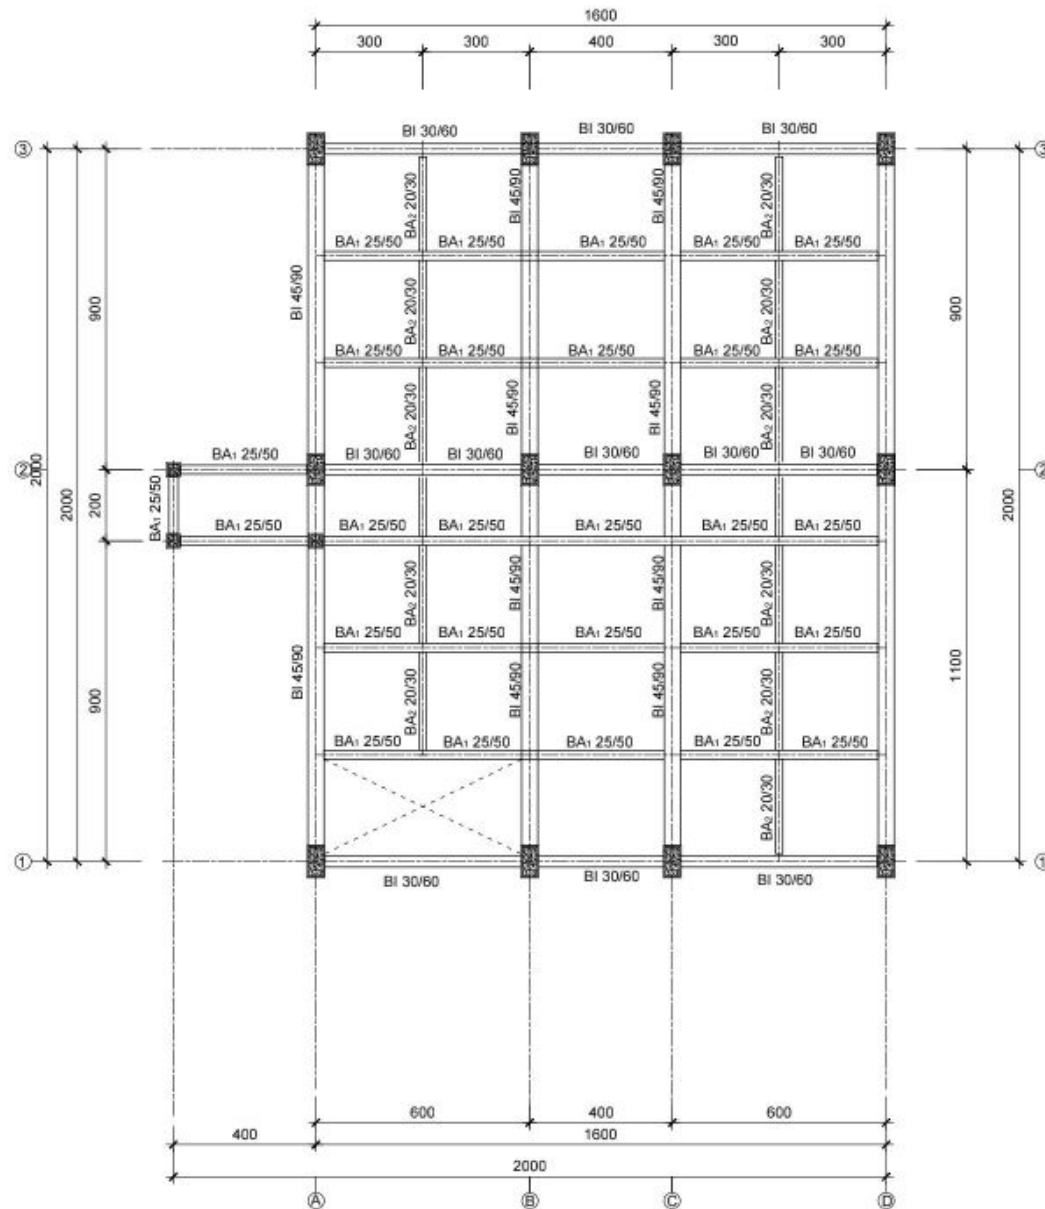 1600
300 300 400 300 300
BI 30/60 BI 30/60 BI 30/60
3 3
BA2 20/30 BI 45/90 BI 45/90 BA2 20/30
BA1 25/50 BA1 25/50 BA1 25/50 BA1 25/50 BA1 25/50
900 BI 45/90 BA2 20/30 BA2 20/30 900
BA1 25/50 BA1 25/50 BA1 25/50 BA1 25/50 BA1 25/50
BA2 20/30 BI 45/90 BI 45/90 BA2 20/30
BA1 25/50 BI 30/60 BI 30/60 BI 30/60 BI 30/60 BI 30/60
2 2
2000 2000 200 BA1 25/50 2000
BA1 25/50 BA1 25/50 BA1 25/50 BA1 25/50 BA1 25/50 BA1 25/50
BA2 20/30 BI 45/90 BI 45/90 BA2 20/30
BA1 25/50 BA1 25/50 BA1 25/50 BA1 25/50 BA1 25/50
900 BI 45/90 BA2 20/30 BI 45/90 BI 45/90 BA2 20/30 1100
BA1 25/50 BA1 25/50 BA1 25/50 BA1 25/50 BA1 25/50
BA2 20/30
1 1
BI 30/60 BI 30/60 BI 30/60
600 400 600
400 1600
2000
A B C D